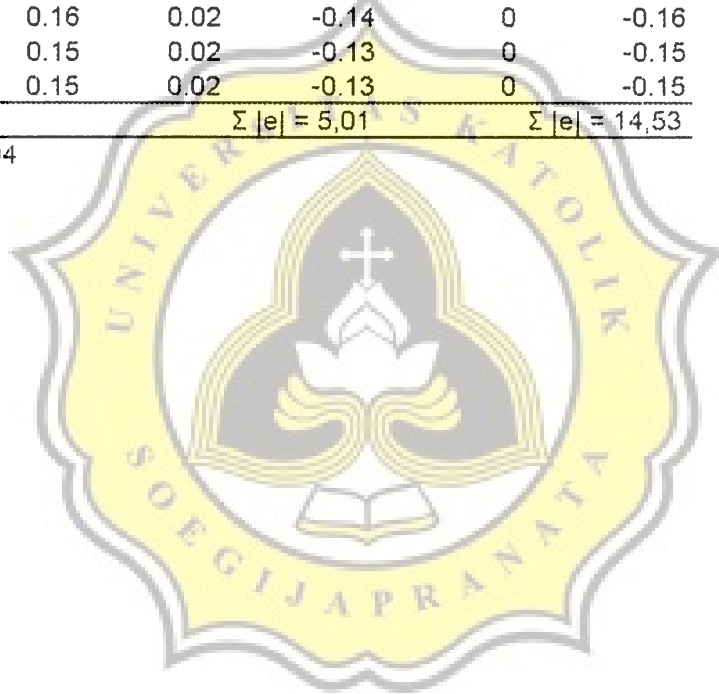 0.16 0.02 -0.14 0 -0.16
0.15 0.02 -0.13 0 -0.15
0.15 0.02 -0.13 0 -0.15
Σ |e| = 5,01 Σ |e| = 14,53
UNIVERSITAS KATOLIK
SOEGIJAPRANATA